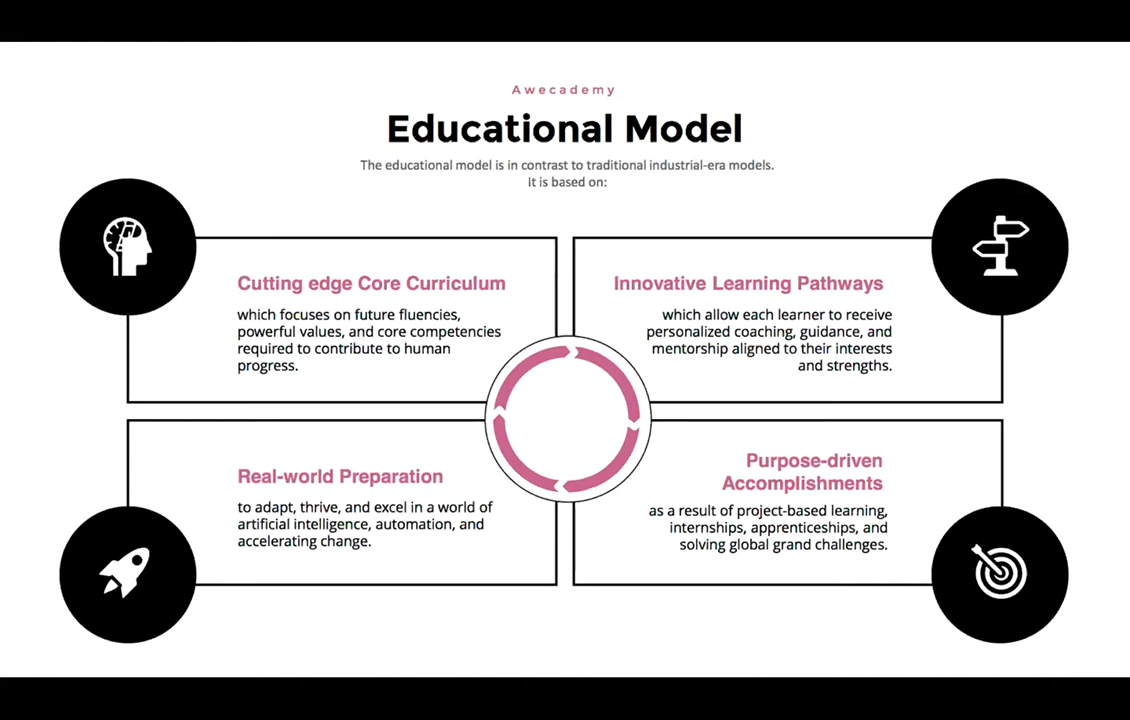 Awecademy
Educational Model
The educational model is in contrast to traditional industrial-era models.
It is based on:
Cutting edge Core Curriculum
which focuses on future fluencies,
powerful values, and core competencies
required to contribute to human
progress.
Innovative Learning Pathways
which allow each learner to receive
personalized coaching, guidance, and
mentorship aligned to their interests
and strengths.
Real-world Preparation
to adapt, thrive, and excel in a world of
artificial intelligence, automation, and
accelerating change.
Purpose-driven
Accomplishments
as a result of project-based learning,
internships, apprenticeships, and
solving global grand challenges.